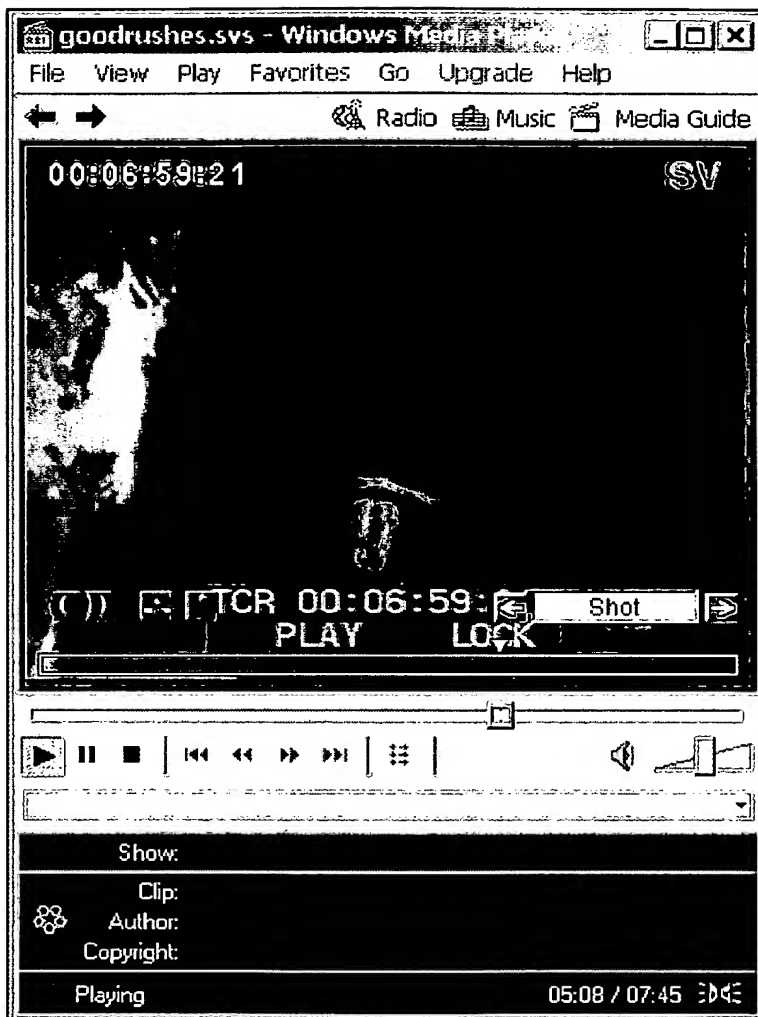 goodrushes.svs - Windows Media
File View Play Favorites Go Upgrade Help
Radio Music Media Guide
00:06:59:21 SV
TCR 00:06:59: Shot
PLAY LOCK
Show:
Clip:
Author:
Copyright:
Playing 05:08 / 07:45